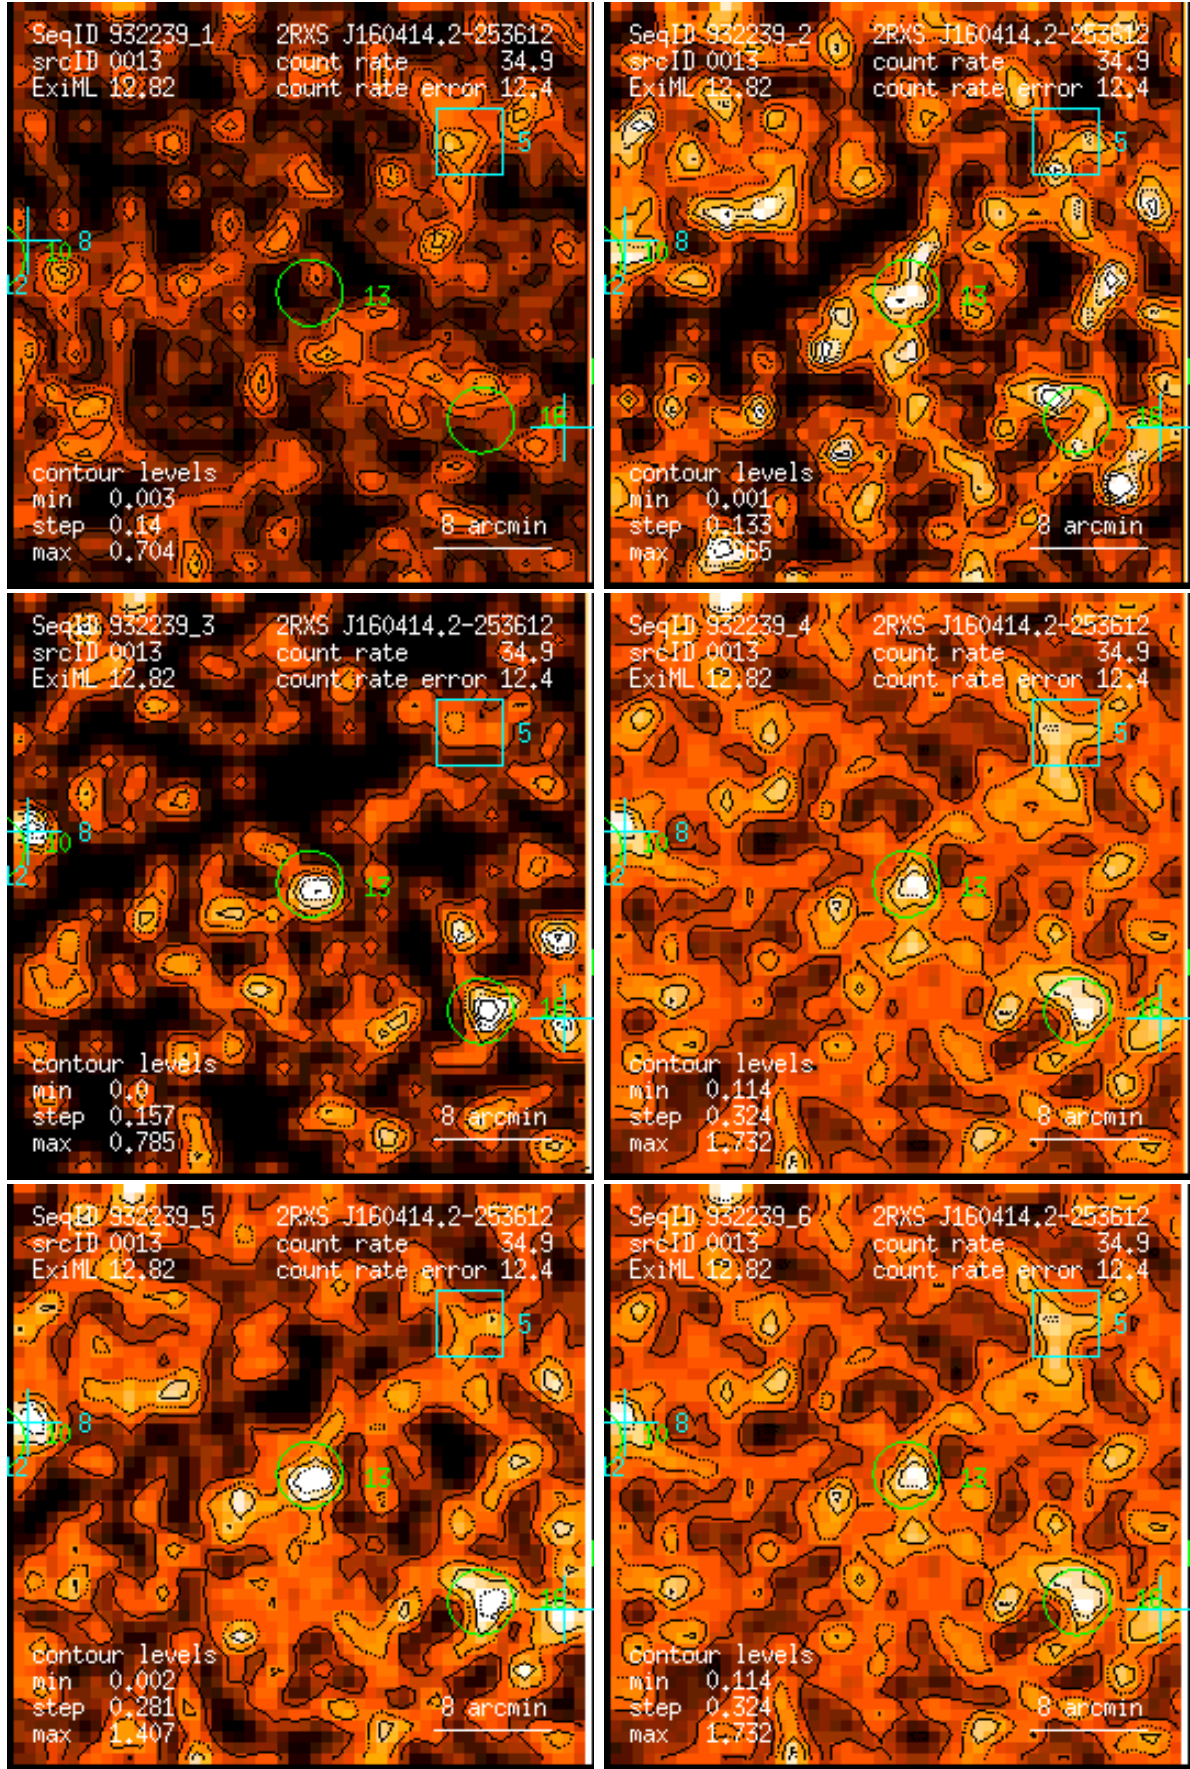 SeqID 932239_1 2RXS J160414.2-253612
srcID 0013 count rate 34.9
ExiML 12.82 count rate error 12.4
5
10 8
12
13
contour levels
min 0.003
step 0.14
max 0.704
8 arcmin
SeqID 932239_2 2RXS J160414.2-253612
srcID 0013 count rate 34.9
ExiML 12.82 count rate error 12.4
5
10 8
12
13
contour levels
min 0.001
step 0.133
max
8 arcmin
SeqID 932239_3 2RXS J160414.2-253612
srcID 0013 count rate 34.9
ExiML 12.82 count rate error 12.4
5
10 8
12
13
contour levels
min 0.0
step 0.157
max 0.785
8 arcmin
SeqID 932239_4 2RXS J160414.2-253612
srcID 0013 count rate 34.9
ExiML 12.82 count rate error 12.4
5
10 8
12
13
contour levels
min 0.114
step 0.324
max 1.732
8 arcmin
SeqID 932239_5 2RXS J160414.2-253612
srcID 0013 count rate 34.9
ExiML 12.82 count rate error 12.4
5
10 8
12
13
contour levels
min 0.002
step 0.281
max 1.407
8 arcmin
SeqID 932239_6 2RXS J160414.2-253612
srcID 0013 count rate 34.9
ExiML 12.82 count rate error 12.4
5
10 8
12
13
contour levels
min 0.114
step 0.324
max 1.732
8 arcmin